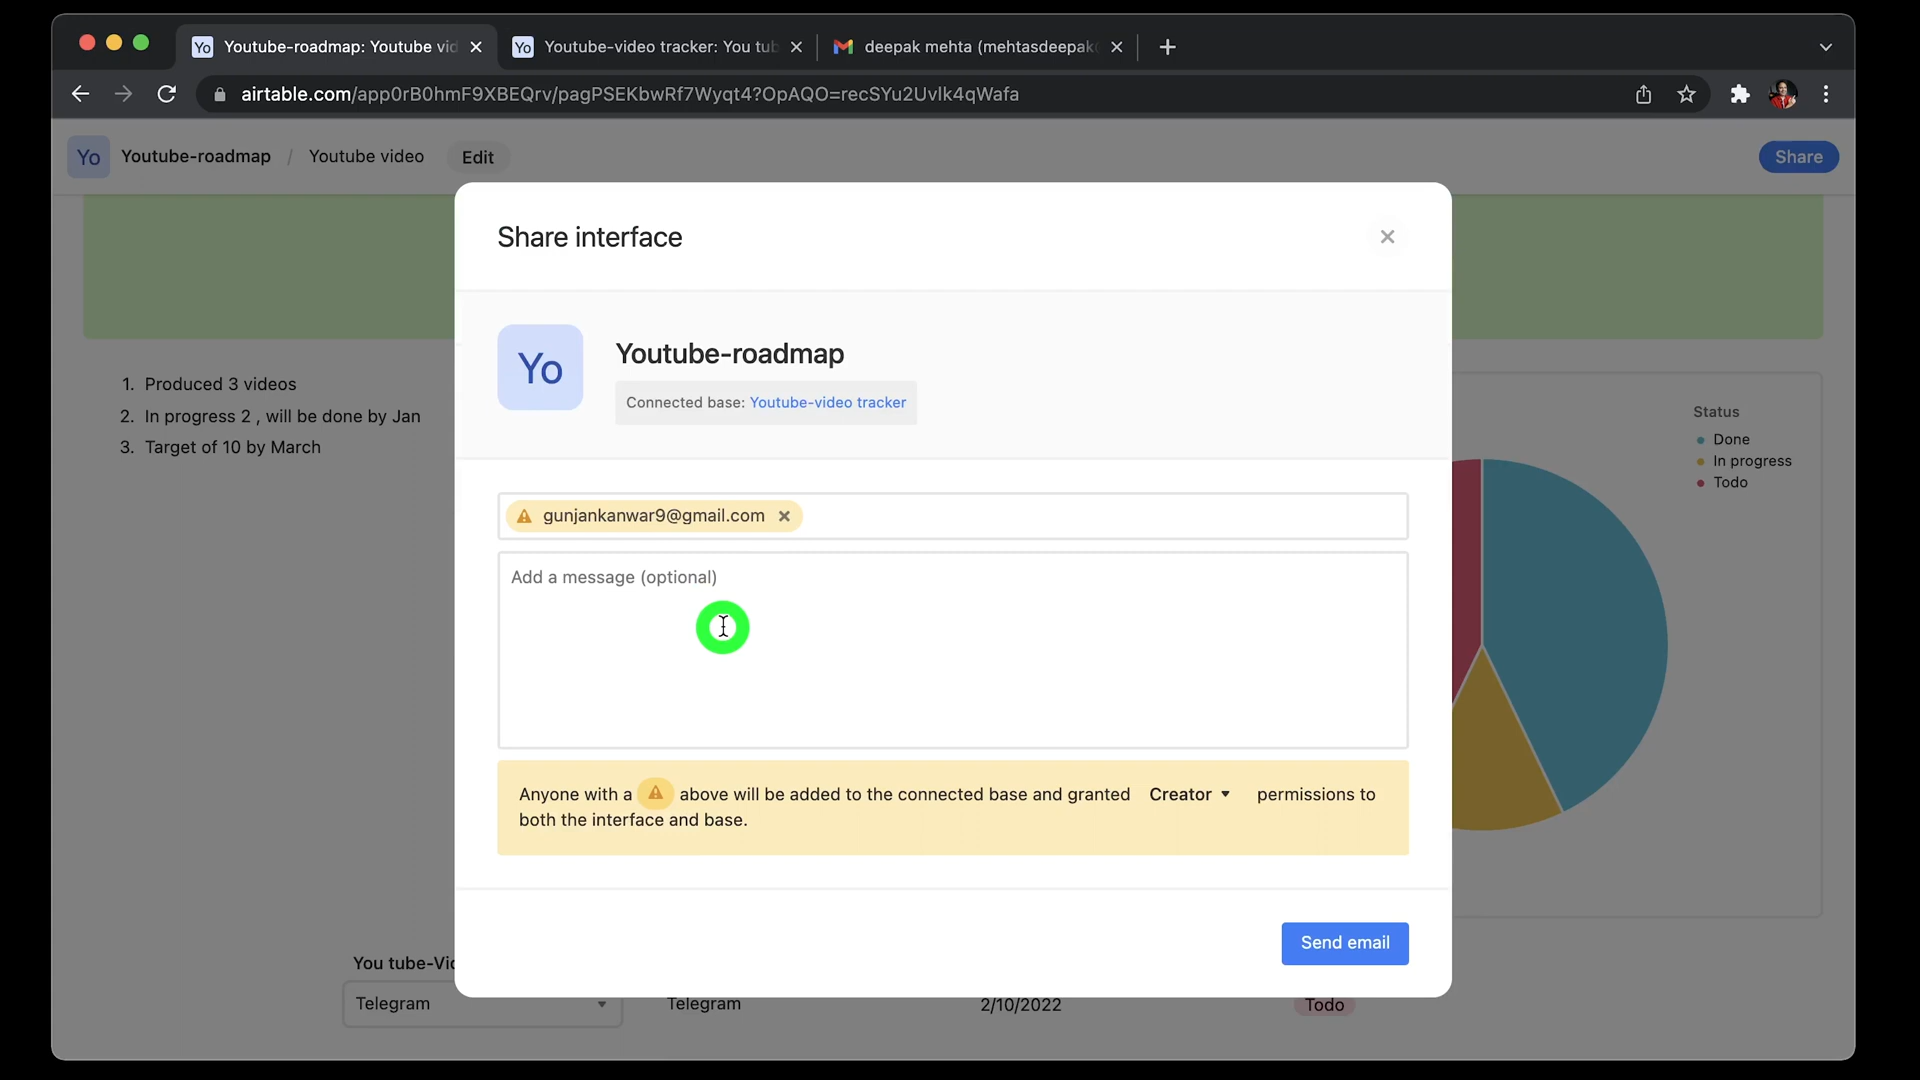 Yo Youtube-roadmap: Youtube vid
Yo Youtube-video tracker: You tub
deepak mehta (mehtasdeepak
airtable.com/app0rB0hmF9XBEQrv/pagPSEKbwRf7Wyqt4?OpAQO=recSYu2Uvlk4qWafa
Yo Youtube-roadmap / Youtube video Edit
Share
Share interface
Yo
Youtube-roadmap
Connected base: Youtube-video tracker
1. Produced 3 videos
2. In progress 2 , will be done by Jan
3. Target of 10 by March
Status
Done
In progress
Todo
gunjankanwar9@gmail.com
Add a message (optional)
Anyone with a above will be added to the connected base and granted Creator permissions to
both the interface and base.
Send email
You tube-Vi
Telegram
Telegram
2/10/2022
Todo